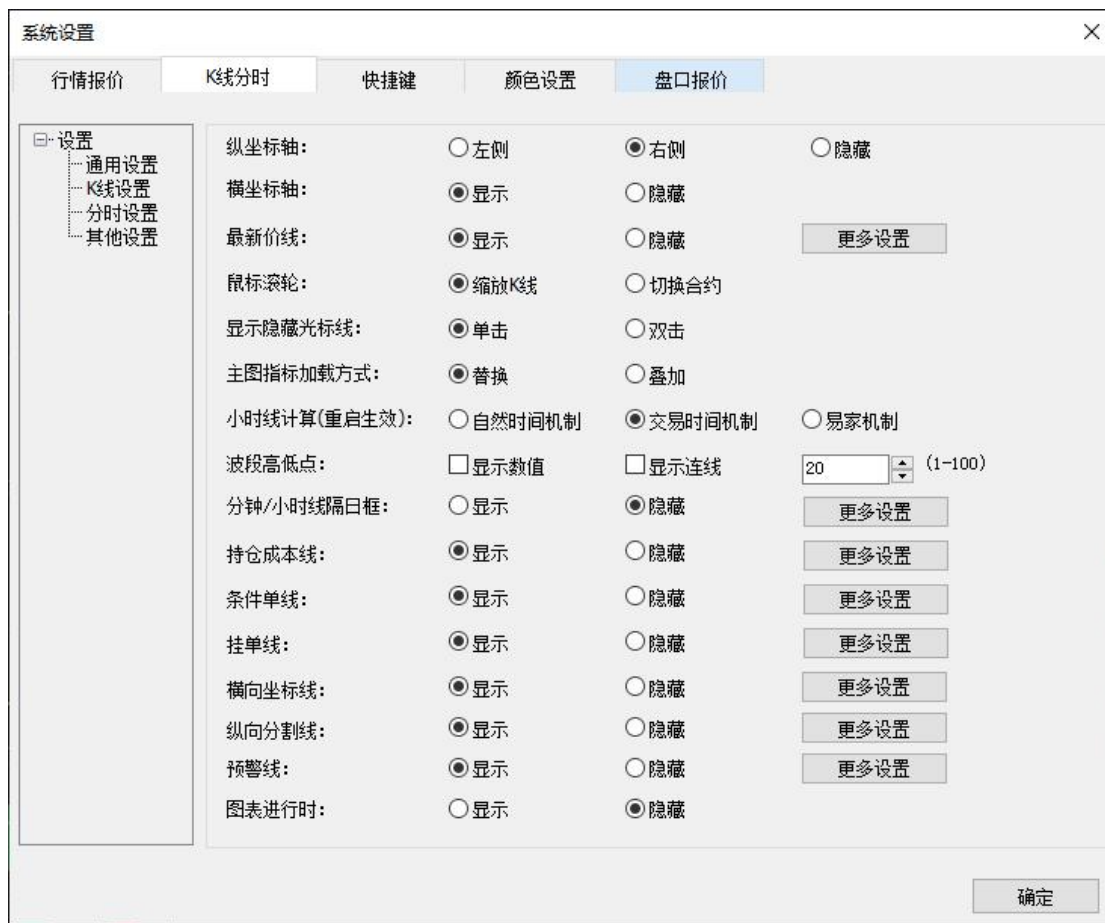 系统设置
行情报价 K线分时 快捷键 颜色设置 盘口报价
设置
通用设置
K线设置
分时设置
其他设置
纵坐标轴: 左侧 右侧 隐藏
横坐标轴: 显示 隐藏
最新价线: 显示 隐藏 更多设置
鼠标滚轮: 缩放K线 切换合约
显示隐藏光标线: 单击 双击
主图指标加载方式: 替换 叠加
小时线计算(重启生效): 自然时间机制 交易时间机制 易家机制
波段高低点: 显示数值 显示连线 20 (1-100)
分钟/小时线隔日框: 显示 隐藏 更多设置
持仓成本线: 显示 隐藏 更多设置
条件单线: 显示 隐藏 更多设置
挂单线: 显示 隐藏 更多设置
横向坐标线: 显示 隐藏 更多设置
纵向分割线: 显示 隐藏 更多设置
预警线: 显示 隐藏 更多设置
图表进行时: 显示 隐藏
确定